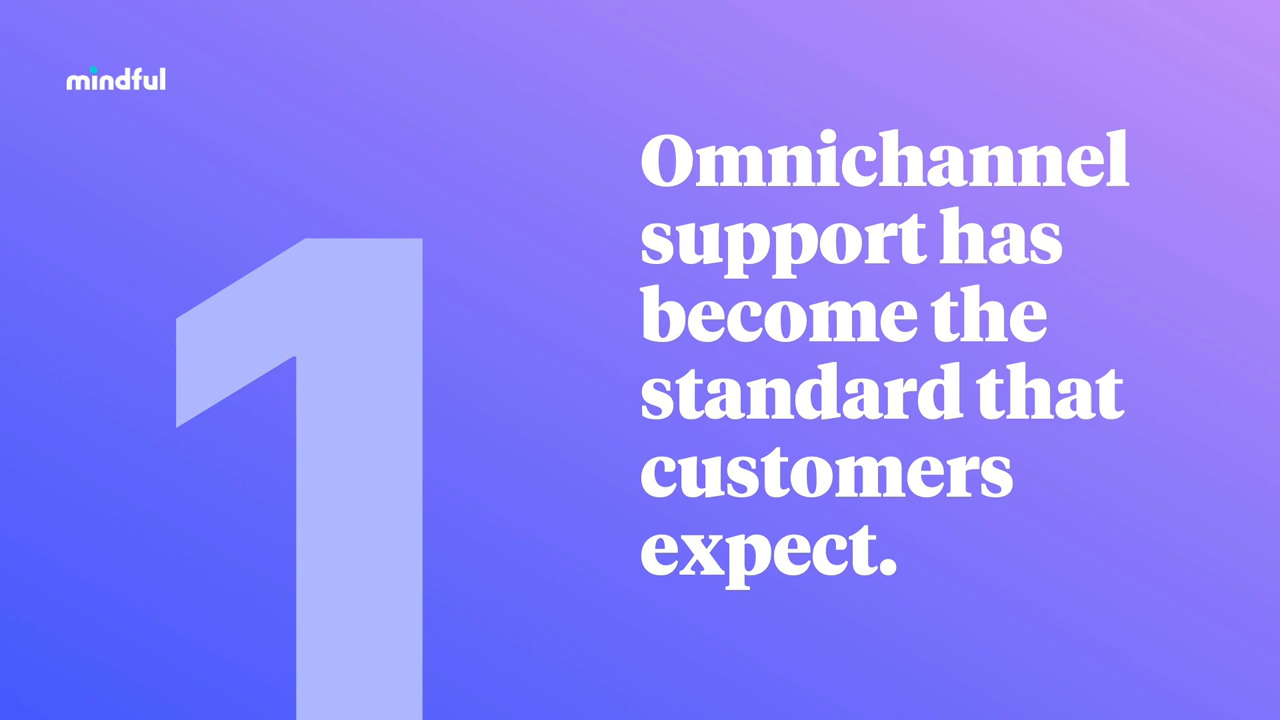 mindful
1
Omnichannel
support has
become the
standard that
customers
expect.